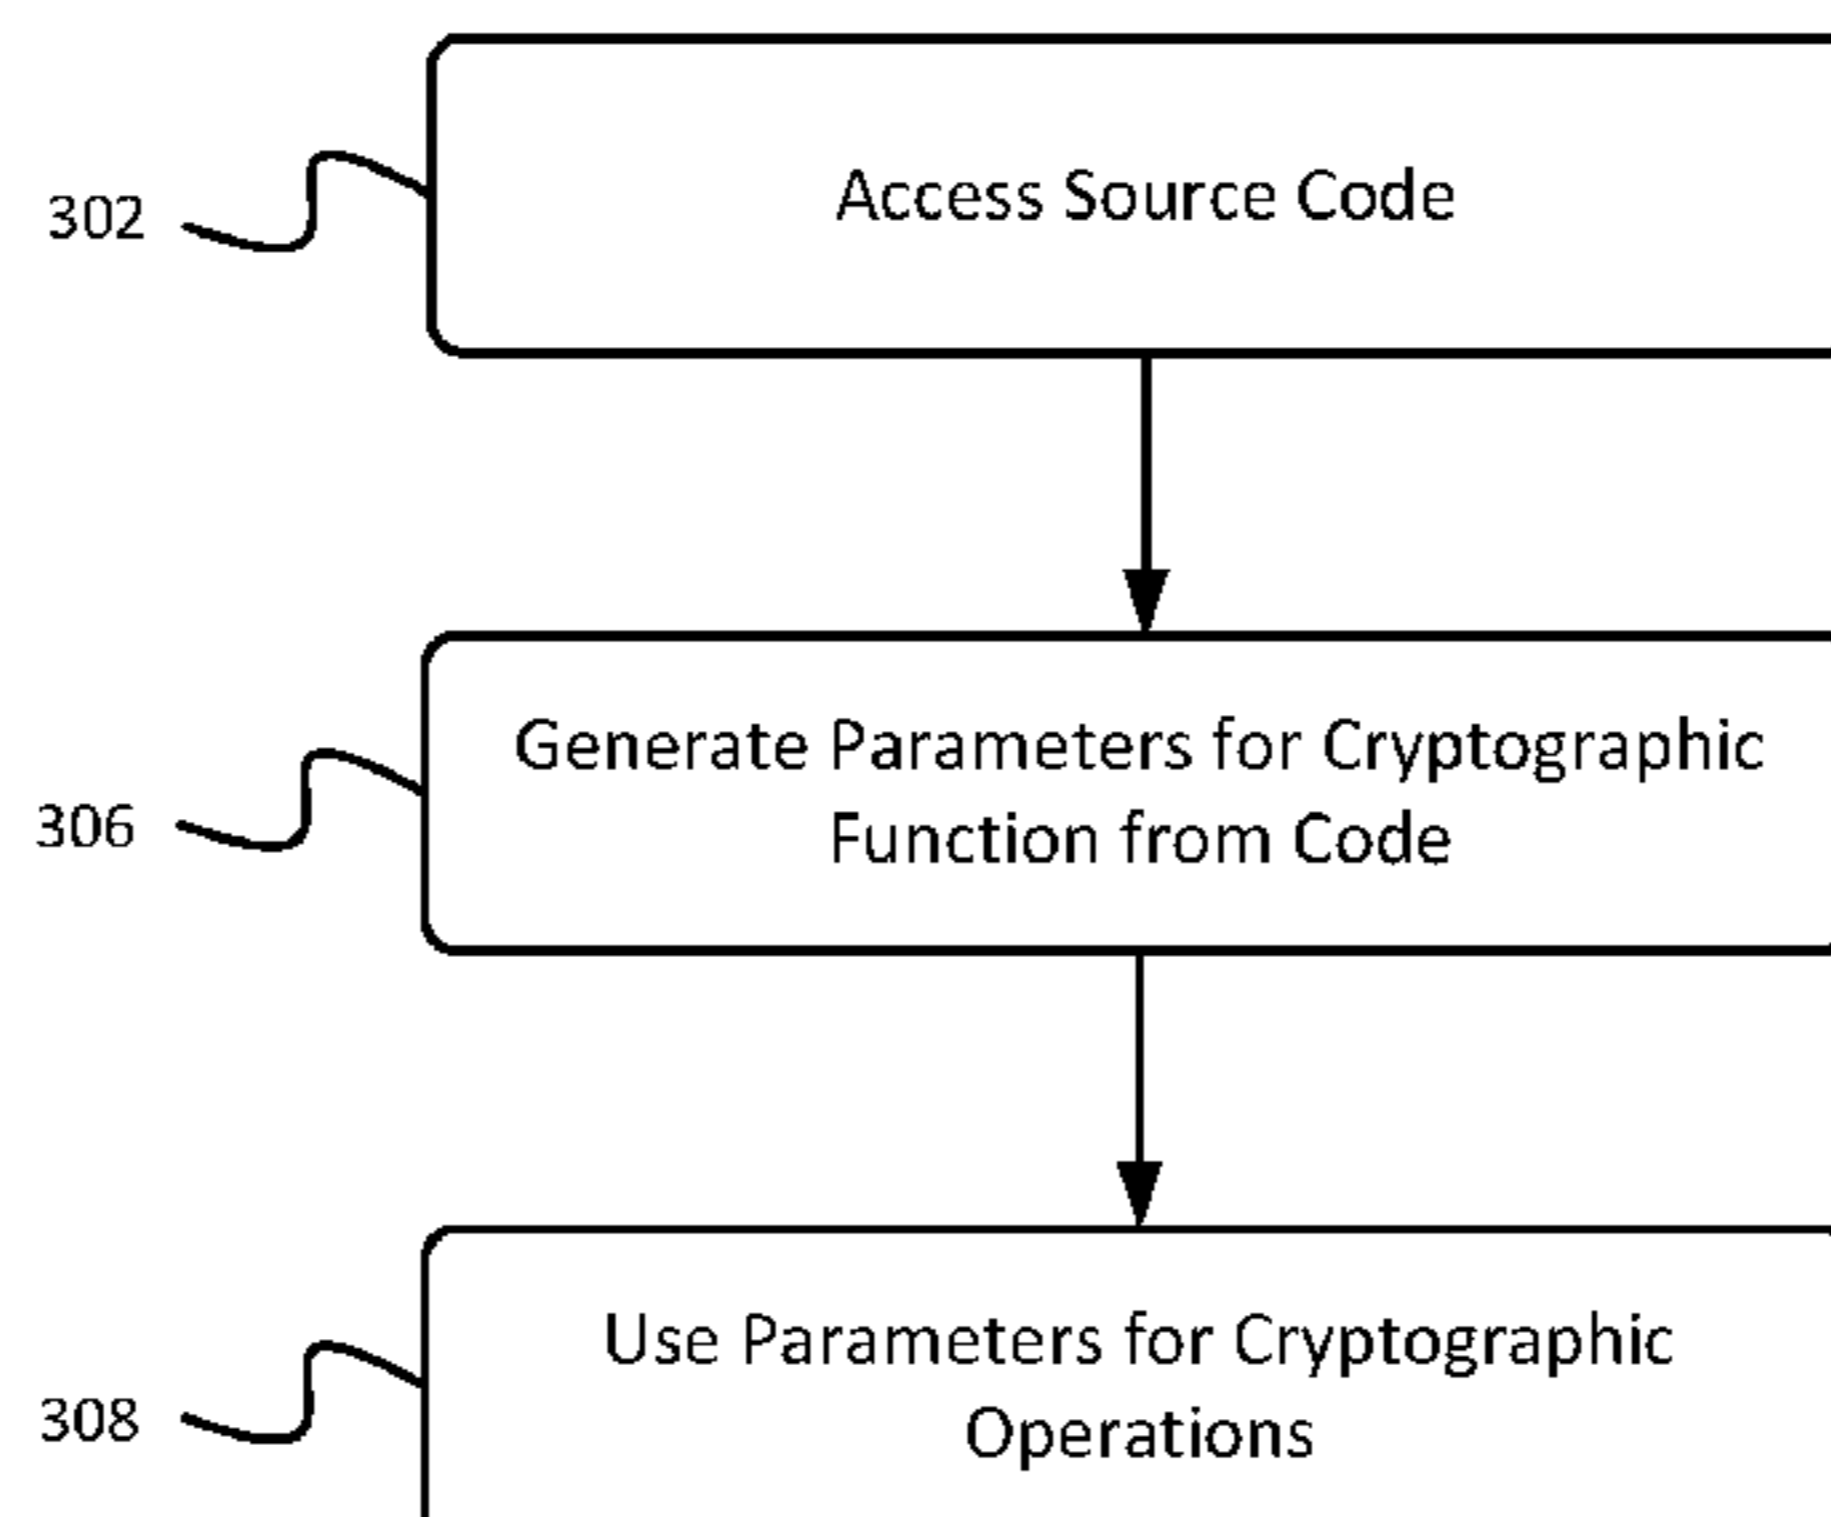 302
Access Source Code
306
Generate Parameters for Cryptographic
Function from Code
308
Use Parameters for Cryptographic
Operations